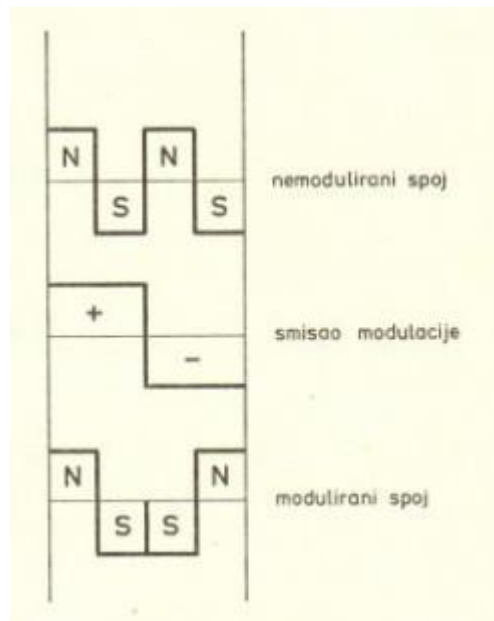 N N
S S
nemodulirani spoj
+
-
smisao modulacije
N N
S S
modulirani spoj